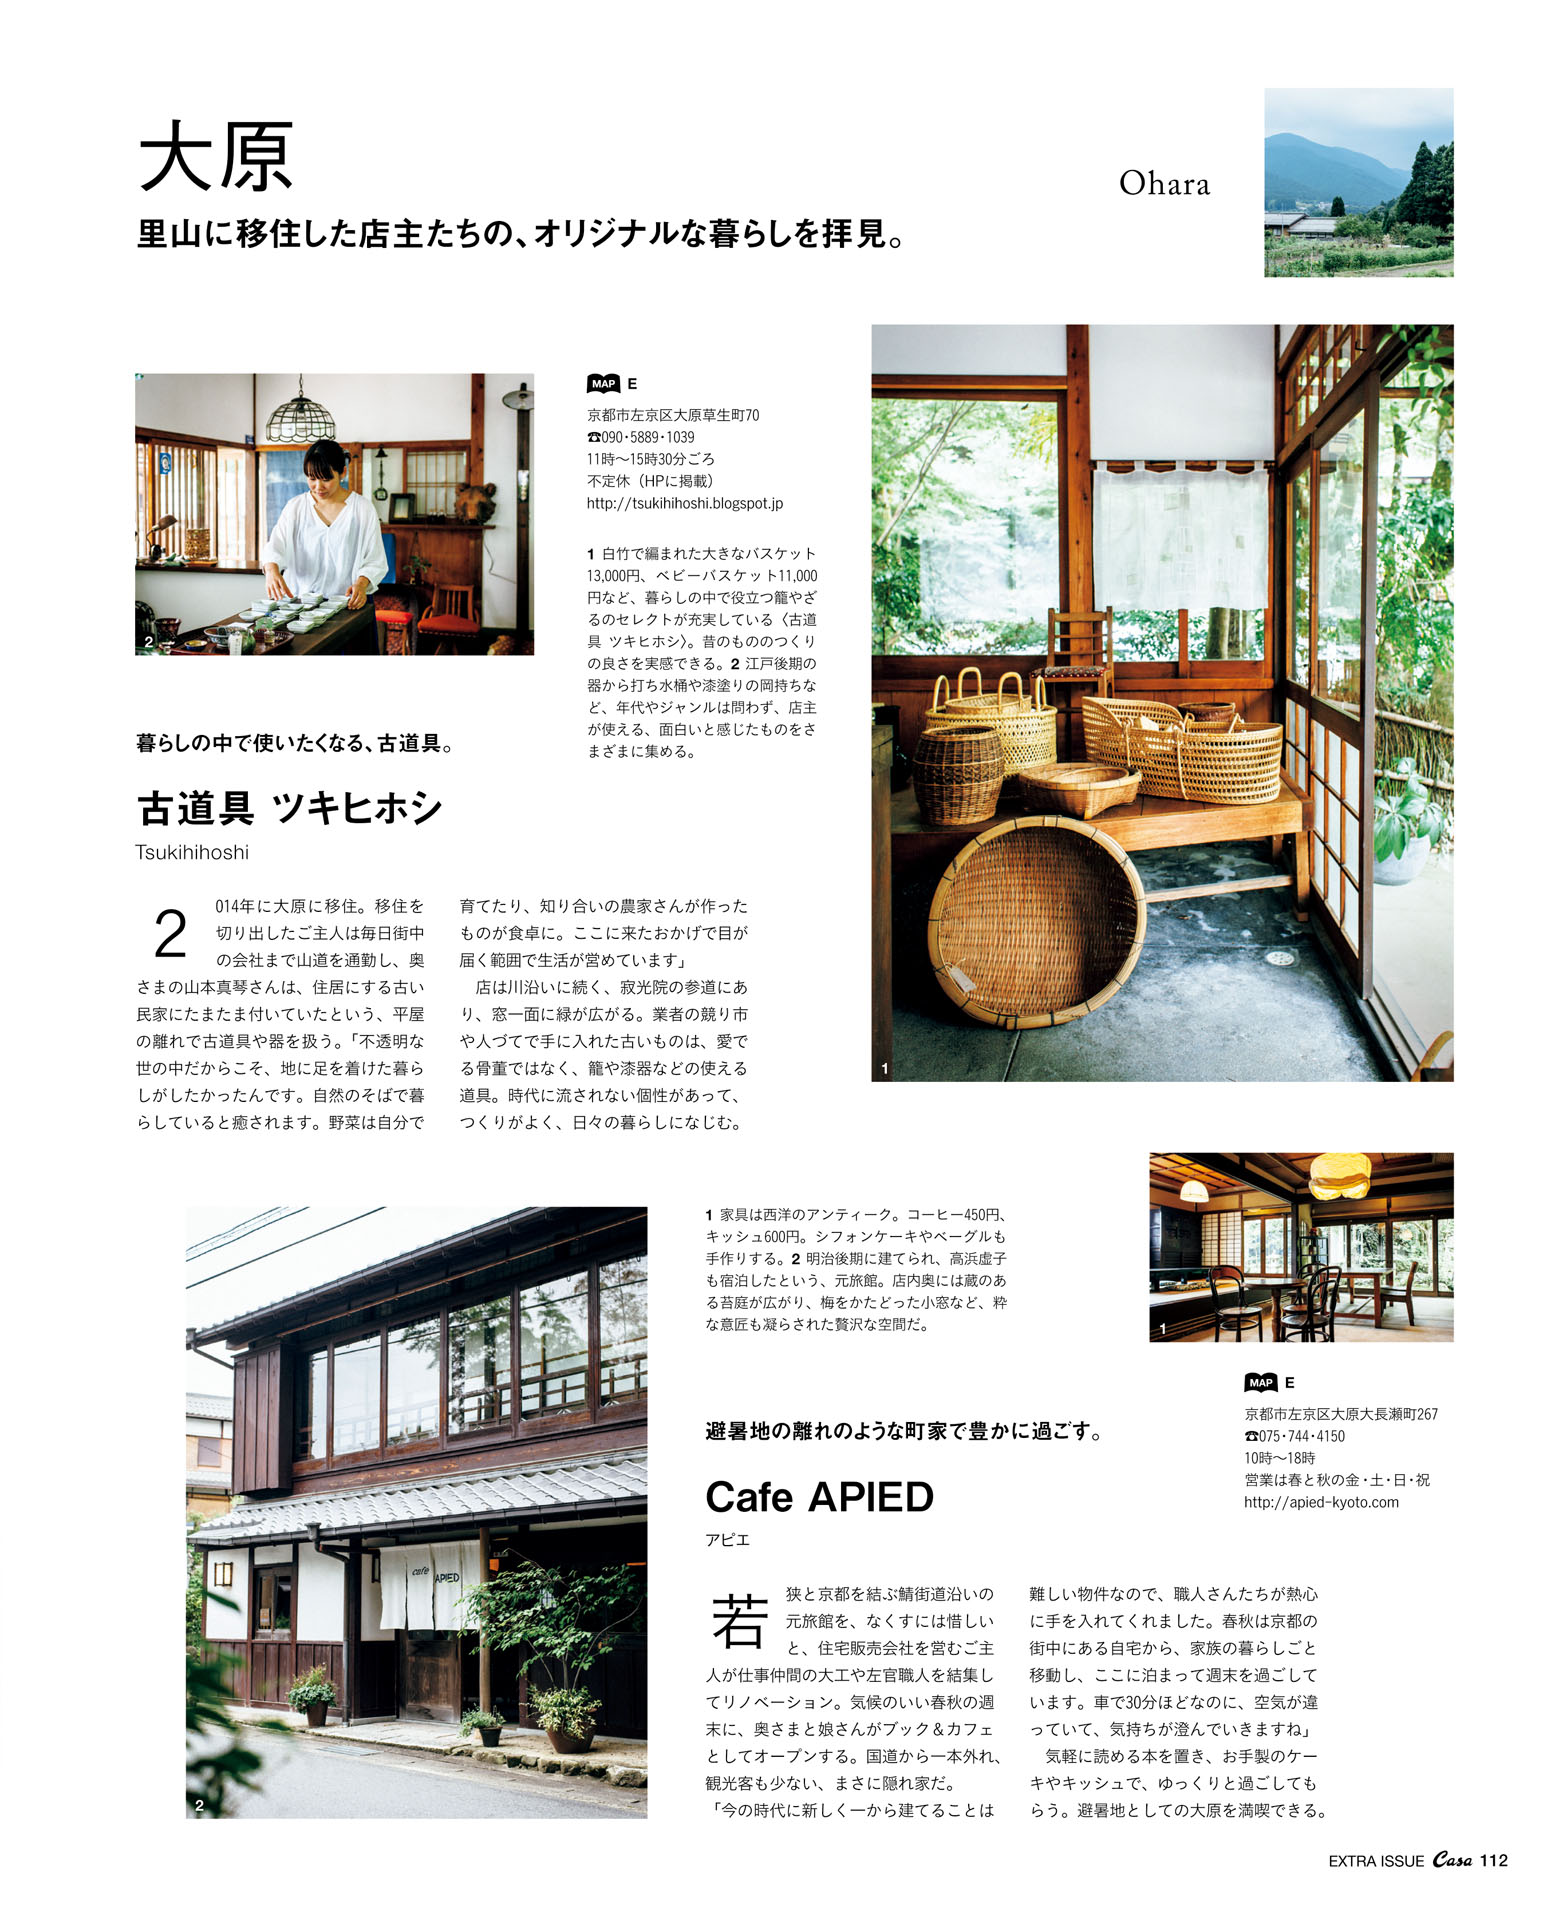 大原
Ohara
里山に移住した店主たちの、オリジナルな暮らしを拝見。
2
MAP E
京都市左京区大原草生町70
☎090・5889・1039
11時〜15時30分ごろ
不定休（HPに掲載）
http://tsukihihoshi.blogspot.jp
1 白竹で編まれた大きなバスケット
13,000円、ベビーバスケット11,000
円など、暮らしの中で役立つ籠やざ
るのセレクトが充実している〈古道
具 ツキヒホシ〉。昔のもののつくり
の良さを実感できる。2 江戸後期の
器から打ち水桶や漆塗りの岡持ちな
ど、年代やジャンルは問わず、店主
が使える、面白いと感じたものをさ
まざまに集める。
1
暮らしの中で使いたくなる、古道具。
古道具 ツキヒホシ
Tsukihihoshi
2014年に大原に移住。移住を
切り出したご主人は毎日街中
の会社まで山道を通勤し、奥
さまの山本真琴さんは、住居にする古い
民家にたまたま付いていたという、平屋
の離れで古道具や器を扱う。「不透明な
世の中だからこそ、地に足を着けた暮ら
しがしたかったんです。自然のそばで暮
らしていると癒されます。野菜は自分で
育てたり、知り合いの農家さんが作った
ものが食卓に。ここに来たおかげで目が
届く範囲で生活が営めています」
店は川沿いに続く、寂光院の参道にあ
り、窓一面に緑が広がる。業者の競り市
や人づてで手に入れた古いものは、愛で
る骨董ではなく、籠や漆器などの使える
道具。時代に流されない個性があって、
つくりがよく、日々の暮らしになじむ。
cafe APIED
2
1 家具は西洋のアンティーク。コーヒー450円、
キッシュ600円。シフォンケーキやベーグルも
手作りする。2 明治後期に建てられ、高浜虚子
も宿泊したという、元旅館。店内奥には蔵のあ
る苔庭が広がり、梅をかたどった小窓など、粋
な意匠も凝らされた贅沢な空間だ。
1
MAP E
京都市左京区大原大長瀬町267
☎075・744・4150
10時〜18時
営業は春と秋の金・土・日・祝
http://apied-kyoto.com
避暑地の離れのような町家で豊かに過ごす。
Cafe APIED
アピエ
若狭と京都を結ぶ鯖街道沿いの
元旅館を、なくすには惜しい
と、住宅販売会社を営むご主
人が仕事仲間の大工や左官職人を結集し
てリノベーション。気候のいい春秋の週
末に、奥さまと娘さんがブック＆カフェ
としてオープンする。国道から一本外れ、
観光客も少ない、まさに隠れ家だ。
「今の時代に新しく一から建てることは
難しい物件なので、職人さんたちが熱心
に手を入れてくれました。春秋は京都の
街中にある自宅から、家族の暮らしごと
移動し、ここに泊まって週末を過ごして
います。車で30分ほどなのに、空気が違
っていて、気持ちが澄んでいきますね」
気軽に読める本を置き、お手製のケー
キやキッシュで、ゆっくりと過ごしても
らう。避暑地としての大原を満喫できる。
EXTRA ISSUE Casa 112